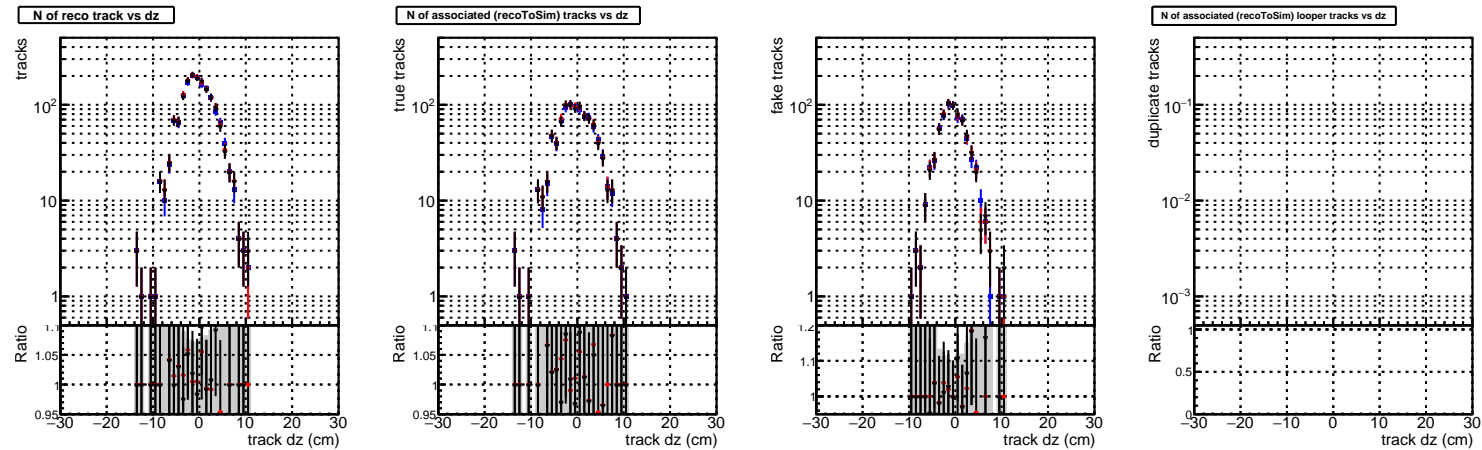 N of reco track vs dz
tracks
10²
10
1
Ratio
1.1
1.05
1
0.95
−30 −20 −10 0 10 20 30
track dz (cm)
N of associated (recoToSim) tracks vs dz
true tracks
10²
10
1
Ratio
1.1
1.05
1
0.95
−30 −20 −10 0 10 20 30
track dz (cm)
fake tracks
10²
10
1
Ratio
1.2
1.1
1
−30 −20 −10 0 10 20 30
track dz (cm)
N of associated (recoToSim) looper tracks vs dz
duplicate tracks
10⁻¹
10⁻²
10⁻³
Ratio
1
0.5
0
−30 −20 −10 0 10 20 30
track dz (cm)